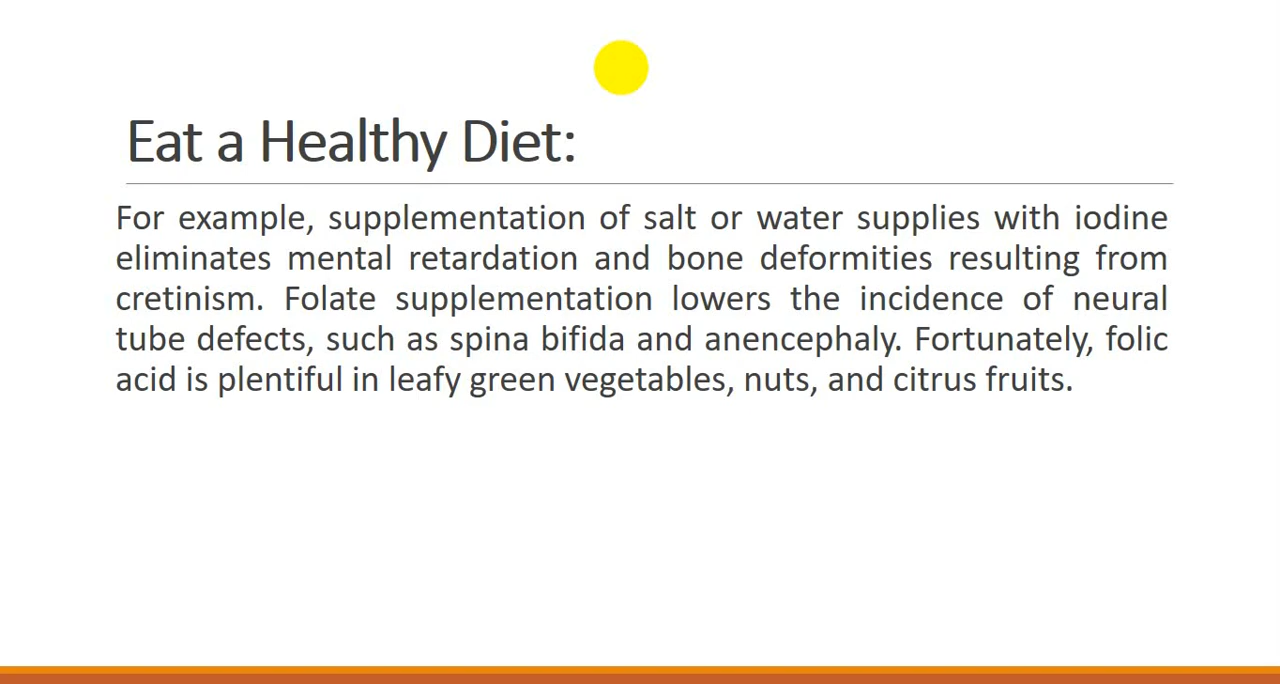 Eat a Healthy Diet:
For example, supplementation of salt or water supplies with iodine
eliminates mental retardation and bone deformities resulting from
cretinism. Folate supplementation lowers the incidence of neural
tube defects, such as spina bifida and anencephaly. Fortunately, folic
acid is plentiful in leafy green vegetables, nuts, and citrus fruits.